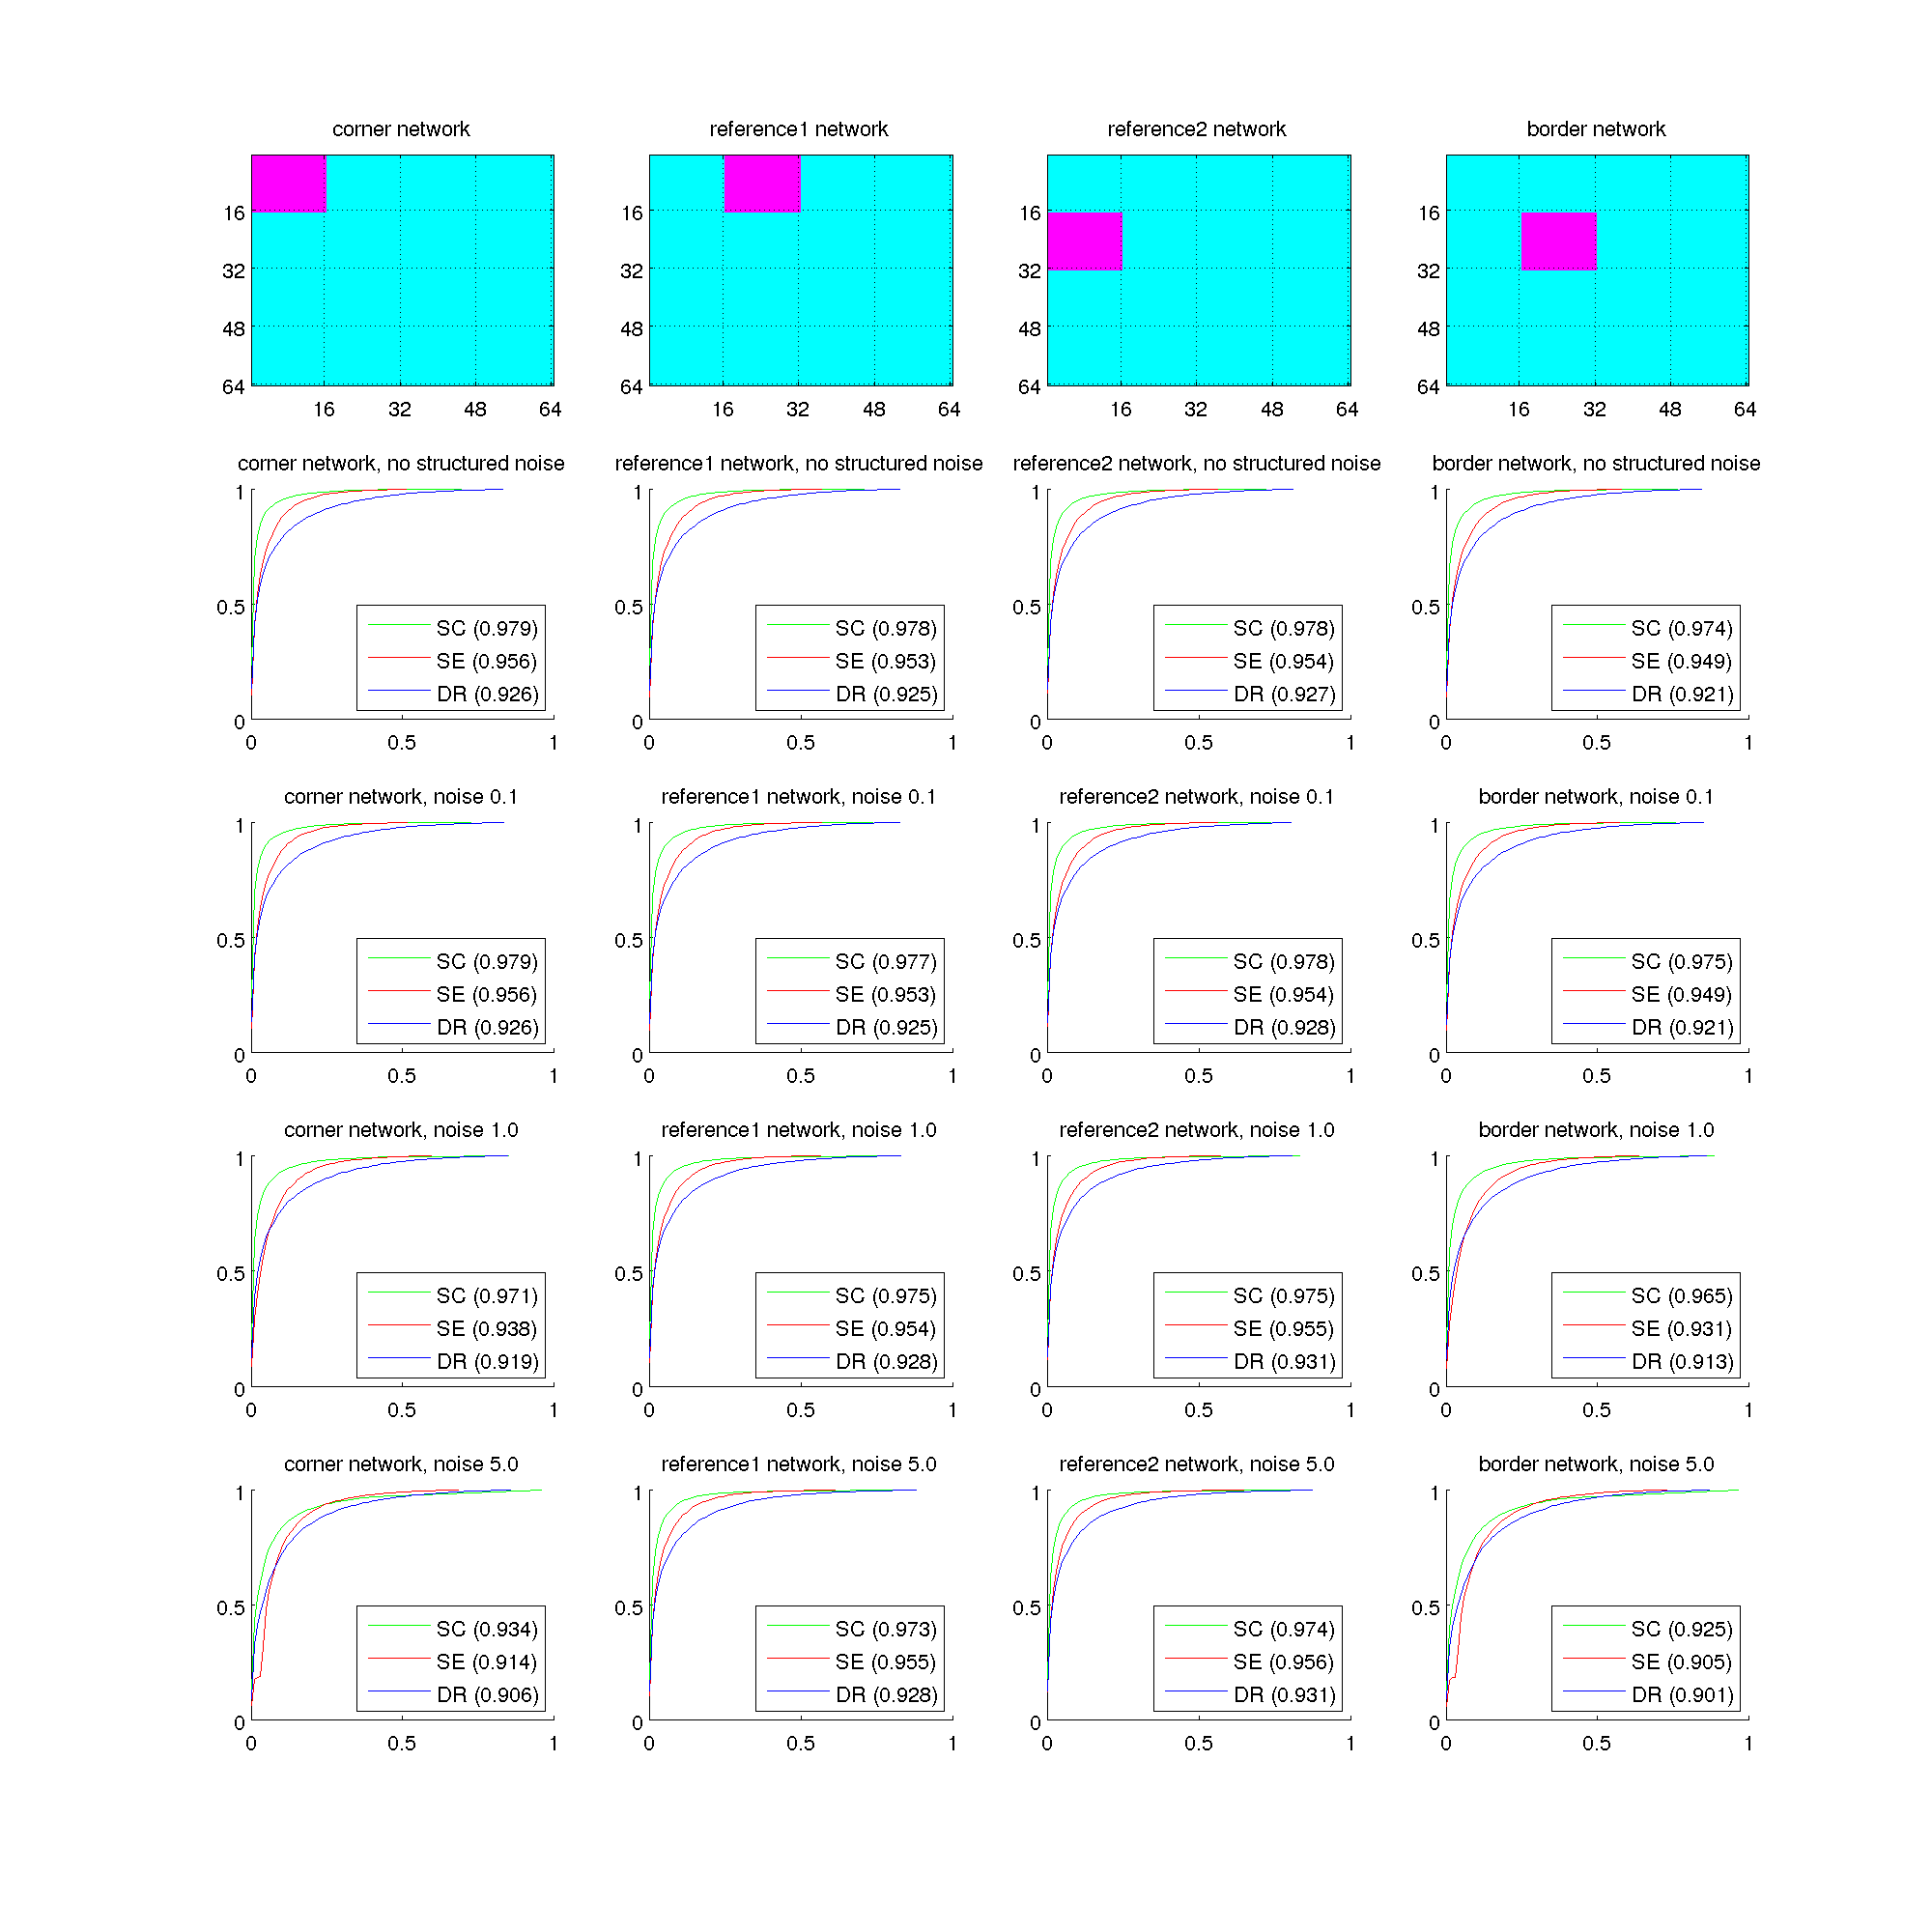 corner network
reference1 network
reference2 network
border network
16
32
48
64
16 32 48 64
16
32
48
64
16 32 48 64
16
32
48
64
16 32 48 64
16
32
48
64
16 32 48 64
corner network, no structured noise
1
0.5
0
SC (0.979)
SE (0.956)
DR (0.926)
0 0.5 1
reference1 network, no structured noise
1
0.5
0
SC (0.978)
SE (0.953)
DR (0.925)
0 0.5 1
reference2 network, no structured noise
1
0.5
0
SC (0.978)
SE (0.954)
DR (0.927)
0 0.5 1
border network, no structured noise
1
0.5
0
SC (0.974)
SE (0.949)
DR (0.921)
0 0.5 1
corner network, noise 0.1
1
0.5
0
SC (0.979)
SE (0.956)
DR (0.926)
0 0.5 1
reference1 network, noise 0.1
1
0.5
0
SC (0.977)
SE (0.953)
DR (0.925)
0 0.5 1
reference2 network, noise 0.1
1
0.5
0
SC (0.978)
SE (0.954)
DR (0.928)
0 0.5 1
border network, noise 0.1
1
0.5
0
SC (0.975)
SE (0.949)
DR (0.921)
0 0.5 1
corner network, noise 1.0
1
0.5
0
SC (0.971)
SE (0.938)
DR (0.919)
0 0.5 1
reference1 network, noise 1.0
1
0.5
0
SC (0.975)
SE (0.954)
DR (0.928)
0 0.5 1
reference2 network, noise 1.0
1
0.5
0
SC (0.975)
SE (0.955)
DR (0.931)
0 0.5 1
border network, noise 1.0
1
0.5
0
SC (0.965)
SE (0.931)
DR (0.913)
0 0.5 1
corner network, noise 5.0
1
0.5
0
SC (0.934)
SE (0.914)
DR (0.906)
0 0.5 1
reference1 network, noise 5.0
1
0.5
0
SC (0.973)
SE (0.955)
DR (0.928)
0 0.5 1
reference2 network, noise 5.0
1
0.5
0
SC (0.974)
SE (0.956)
DR (0.931)
0 0.5 1
border network, noise 5.0
1
0.5
0
SC (0.925)
SE (0.905)
DR (0.901)
0 0.5 1